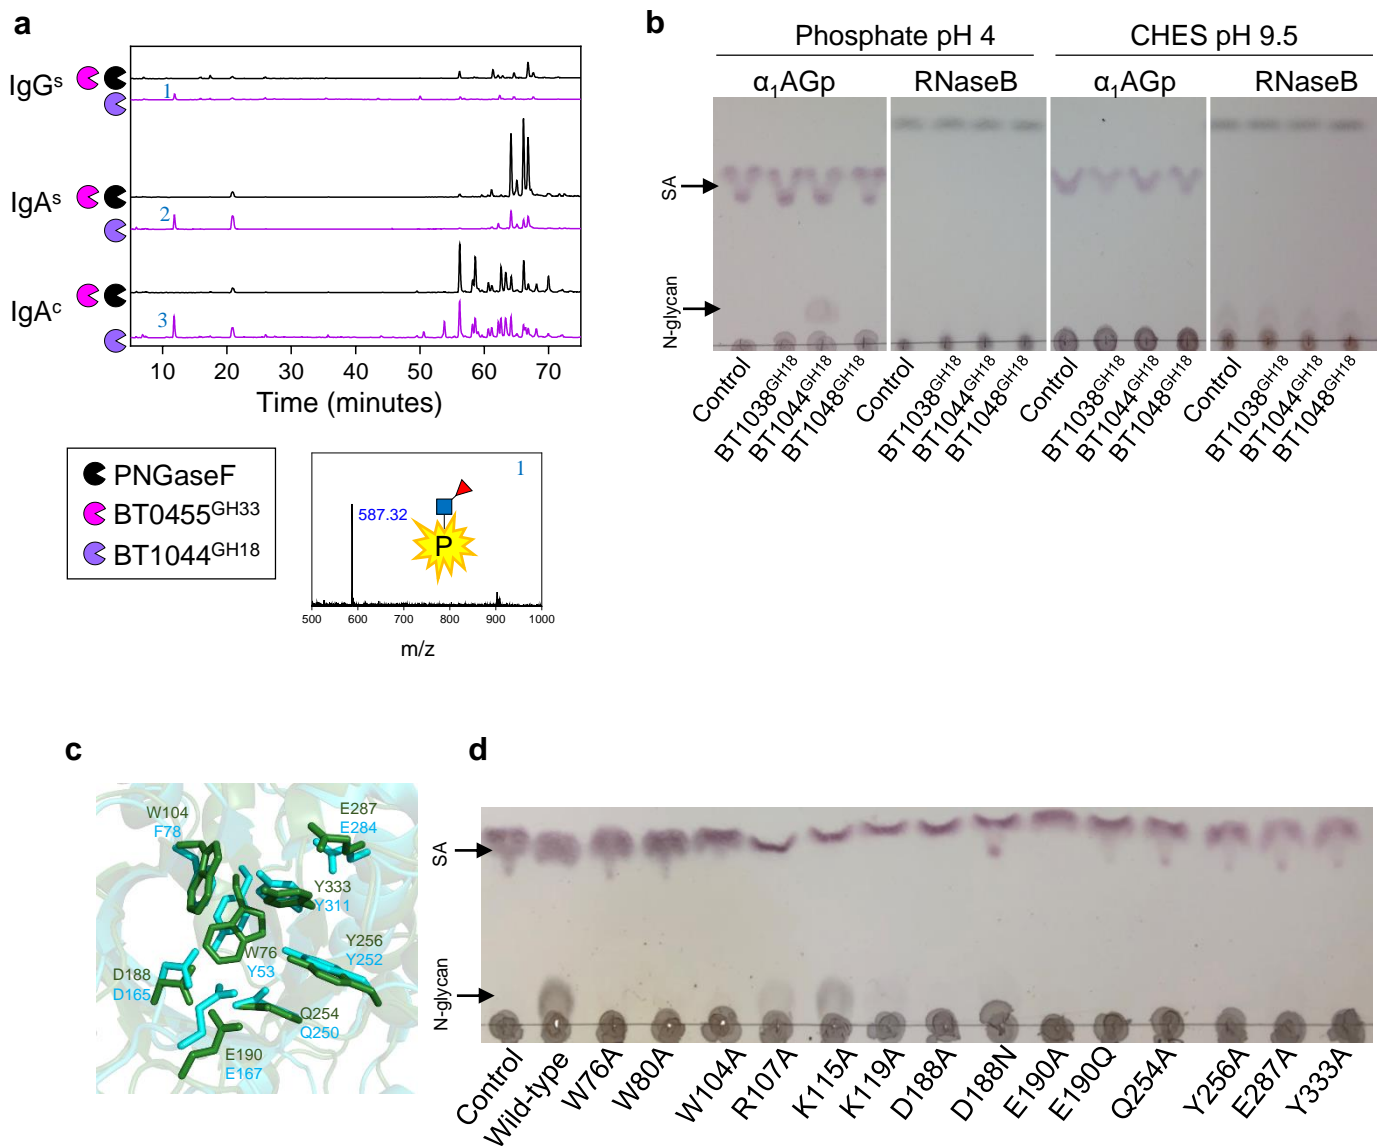 a
IgGˢ
1
IgAˢ
2
IgAᶜ
3
10 20 30 40 50 60 70
Time (minutes)
PNGaseF
BT0455ᴳᴴ³³
BT1044ᴳᴴ¹⁸
1
587.32
P
500 600 700 800 900 1000
m/z
b
Phosphate pH 4 CHES pH 9.5
α₁AGp RNaseB α₁AGp RNaseB
SA
N-glycan
Control BT1038ᴳᴴ¹⁸ BT1044ᴳᴴ¹⁸ BT1048ᴳᴴ¹⁸ Control BT1038ᴳᴴ¹⁸ BT1044ᴳᴴ¹⁸ BT1048ᴳᴴ¹⁸ Control BT1038ᴳᴴ¹⁸ BT1044ᴳᴴ¹⁸ BT1048ᴳᴴ¹⁸ Control BT1038ᴳᴴ¹⁸ BT1044ᴳᴴ¹⁸ BT1048ᴳᴴ¹⁸
c
W104
F78
E287
E284
Y333
Y311
W76
Y53
Y256
Y252
D188
D165
Q254
Q250
E190
E167
d
SA
N-glycan
Control Wild-type W76A W80A W104A R107A K115A K119A D188A D188N E190A E190Q Q254A Y256A E287A Y333A